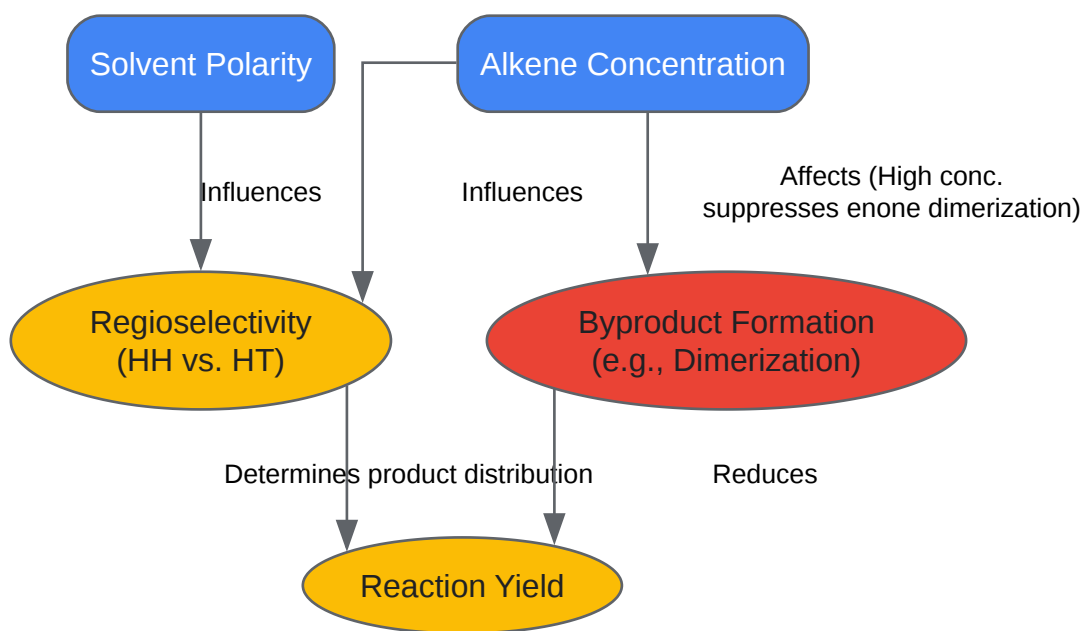 Solvent Polarity
Alkene Concentration
Influences
Influences
Affects (High conc.
suppresses enone dimerization)
Regioselectivity
(HH vs. HT)
Byproduct Formation
(e.g., Dimerization)
Determines product distribution
Reduces
Reaction Yield